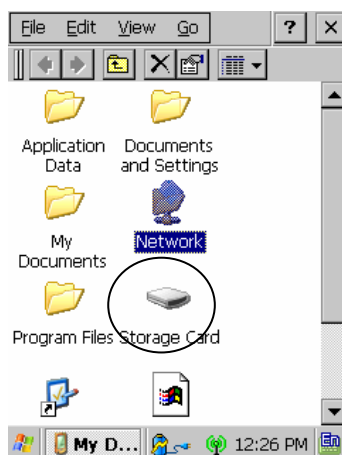 File Edit View Go ? ×
Application Data
Documents and Settings
My Documents
Network
Program Files
Storage Card
My D...
12:26 PM
En